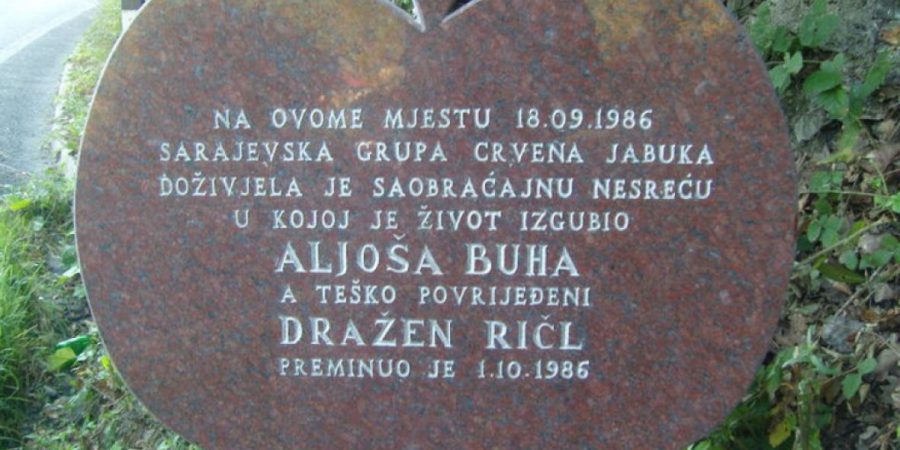 NA OVOME MJESTU 18.09.1986
SARAJEVSKA GRUPA CRVENA JABUKA
DOŽIVJELA JE SAOBRAĆAJNU NESREĆU
U KOJOJ JE ŽIVOT IZGUBIO
ALJOŠA BUHA
A TEŠKO POVRIJEĐENI
DRAŽEN RIČL
PREMINUO JE 1.10.1986